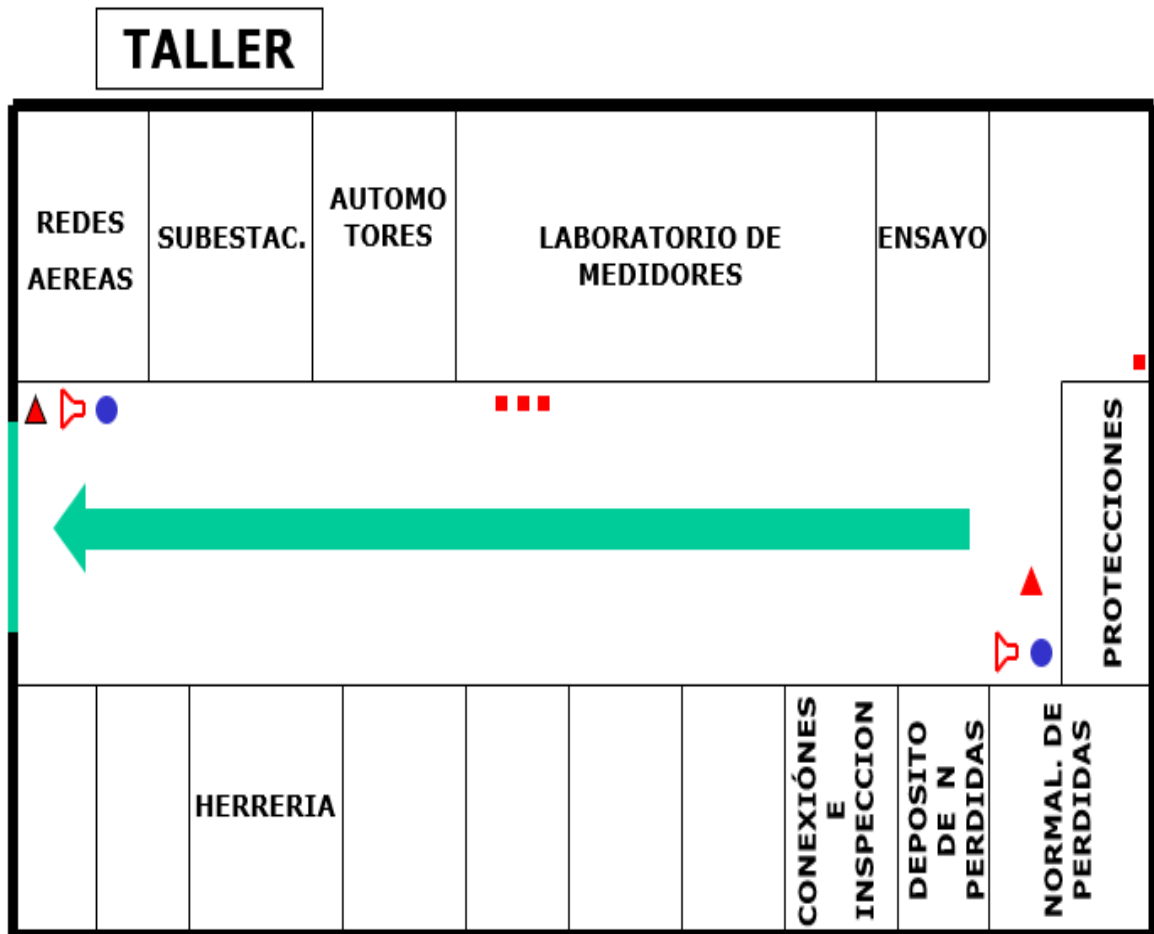 TALLER
REDES
AEREAS
SUBESTAC.
AUTOMO
TORES
LABORATORIO DE
MEDIDORES
ENSAYO
PROTECCIONES
HERRERIA
CONEXIÓNES
E
INSPECCION
DEPOSITO
DE N
PERDIDAS
NORMAL. DE
PERDIDAS